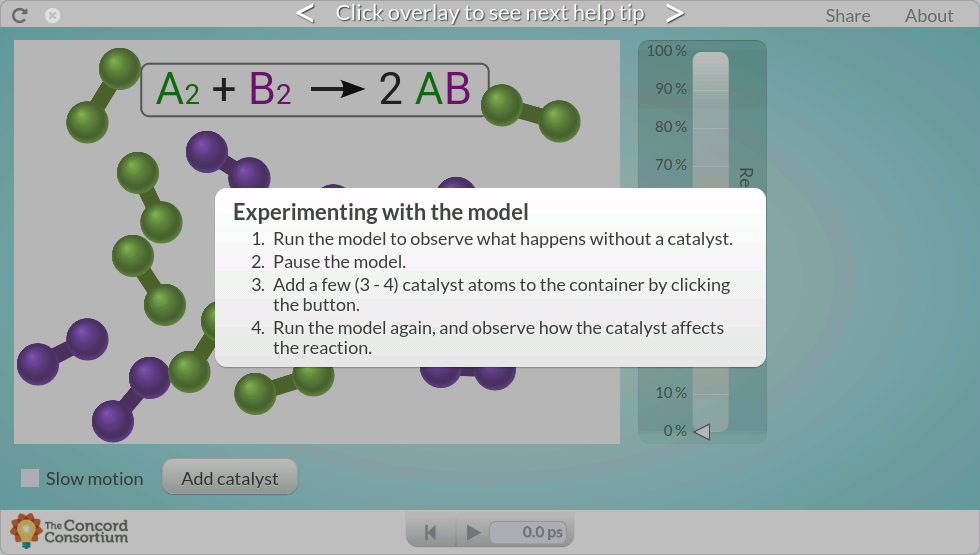 Click overlay to see next help tip
Share
About
A2 + B2 → 2 AB
100 %
90 %
80 %
70 %
Re
Experimenting with the model
1. Run the model to observe what happens without a catalyst.
2. Pause the model.
3. Add a few (3 - 4) catalyst atoms to the container by clicking
the button.
4. Run the model again, and observe how the catalyst affects
the reaction.
10 %
0 %
Slow motion
Add catalyst
The Concord
Consortium
0.0 ps